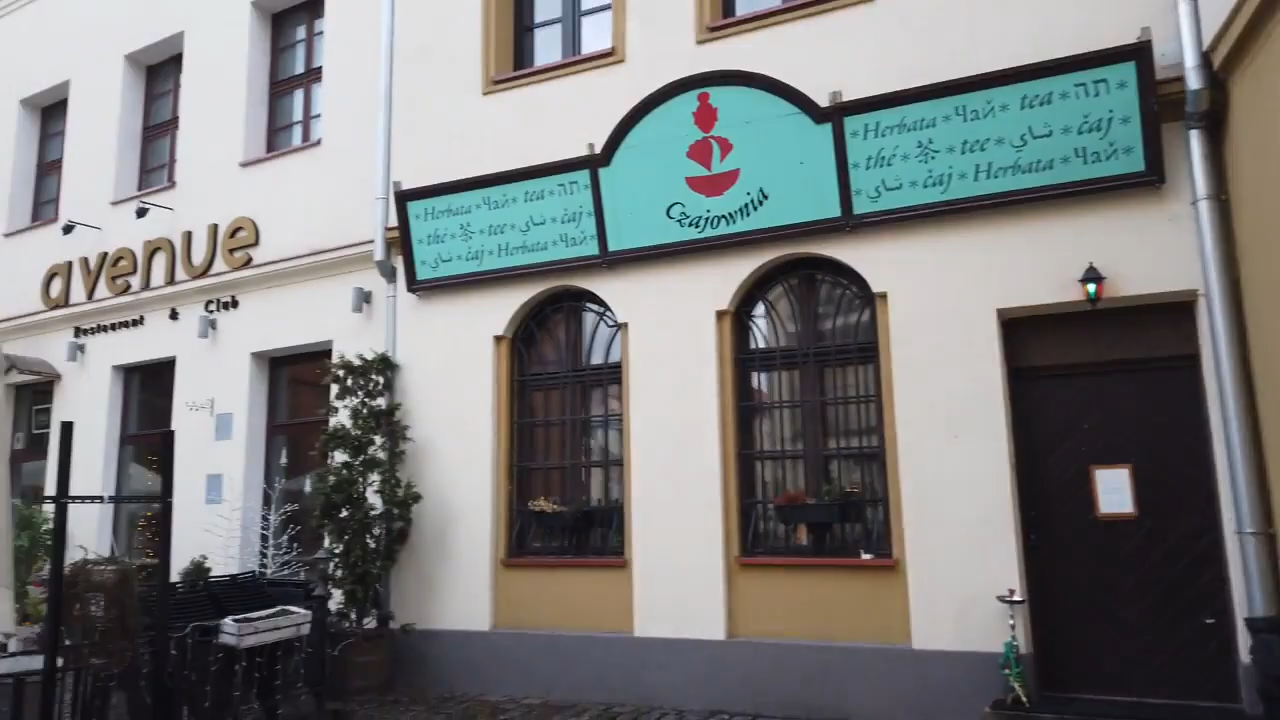 avenue
Restaurant & Club
*Herbata *Чай* tea *תה
*thé *茶* tee * شاي * čaj*
* شاي * čaj * Herbata *Чай*
Czajownia
*Herbata *Чай* tea *תה*
*thé *茶* tee * شاي * čaj*
* شاي * čaj * Herbata *Чай*